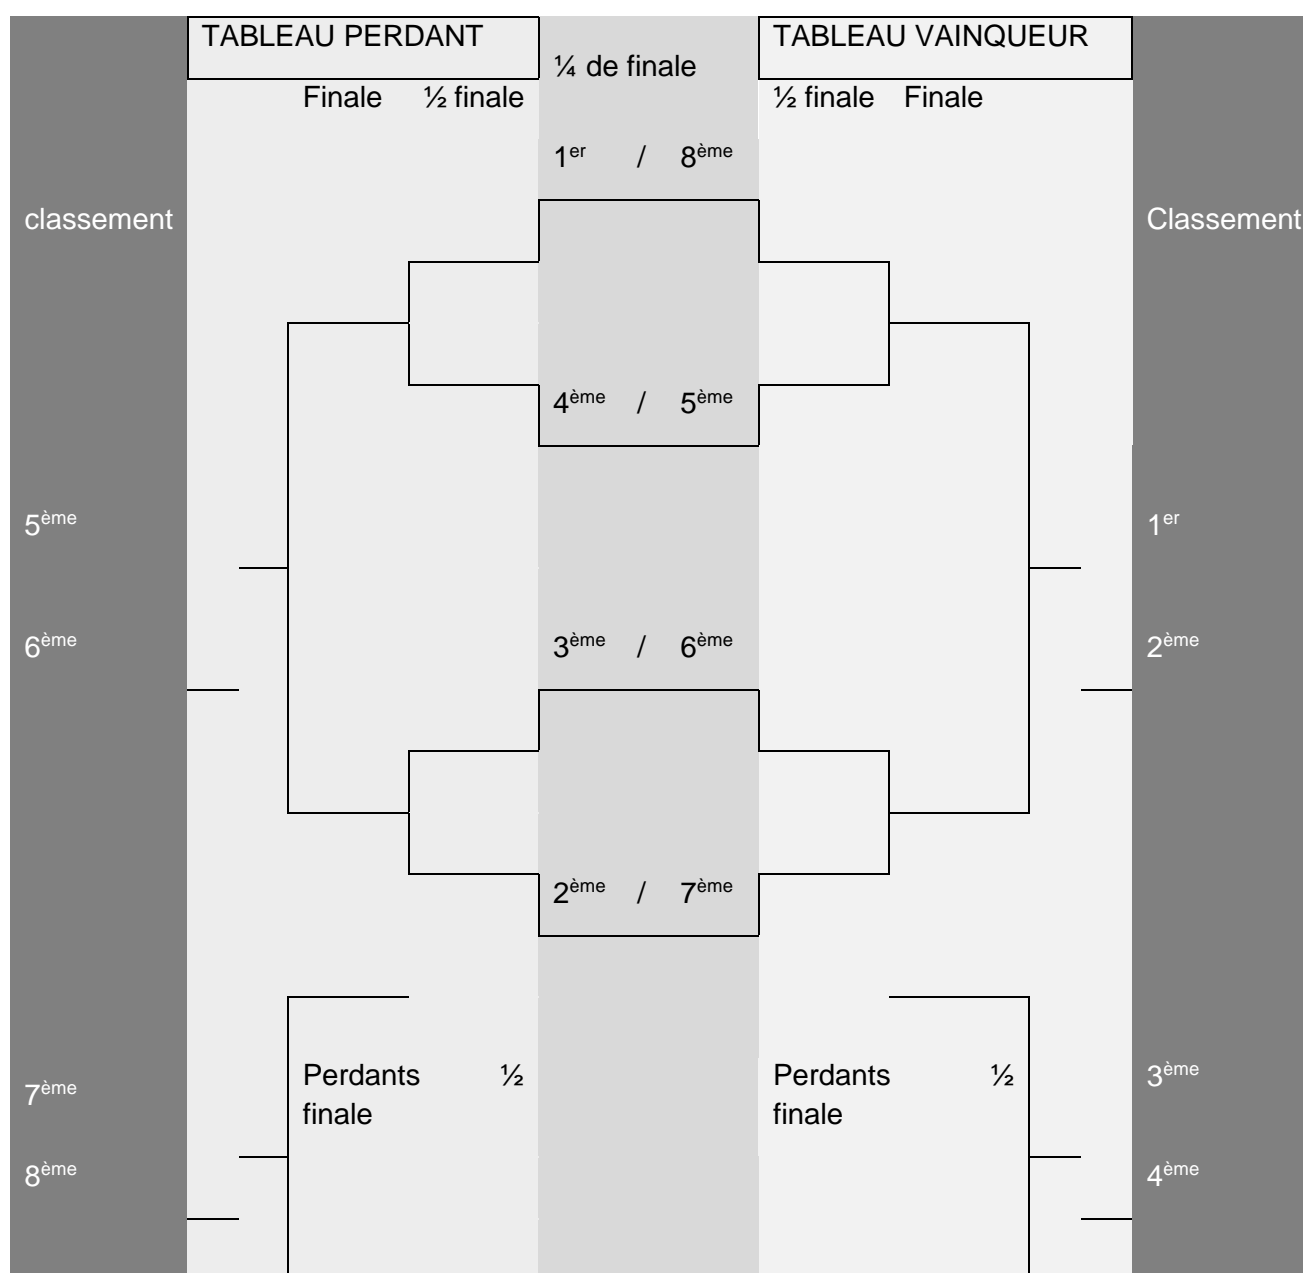 TABLEAU PERDANT
¼ de finale
TABLEAU VAINQUEUR
Finale ½ finale
½ finale Finale
1er / 8ème
classement
Classement
4ème / 5ème
5ème
1er
6ème
3ème / 6ème
2ème
2ème / 7ème
Perdants ½
finale
Perdants ½
finale
7ème
3ème
8ème
4ème